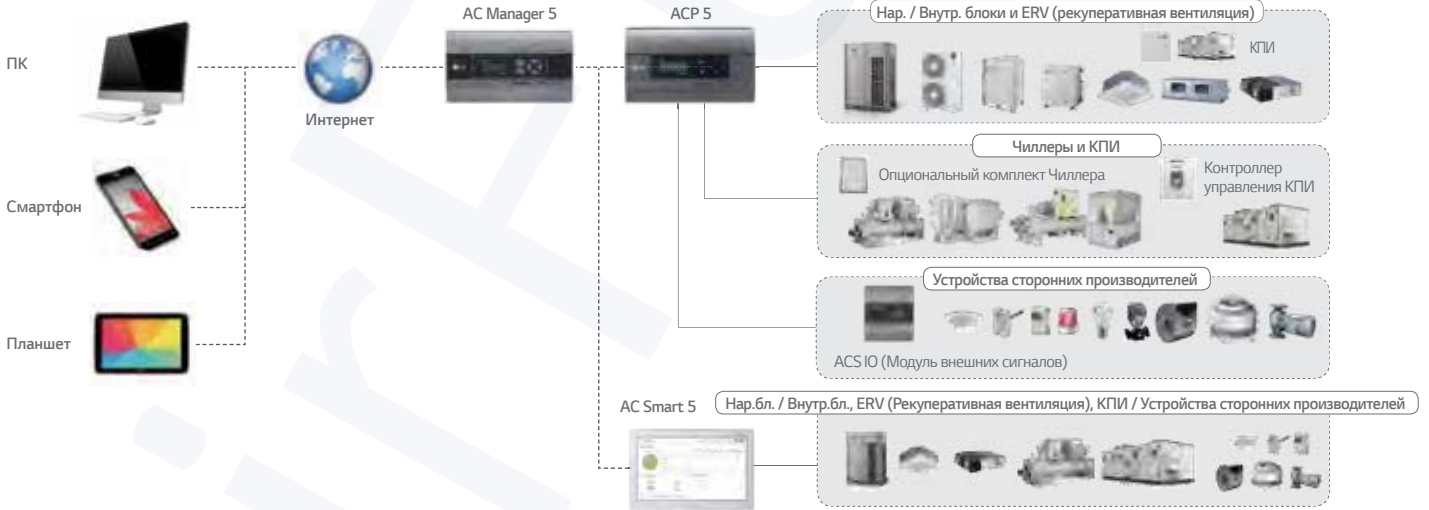 AC Manager 5
ACP 5
Нар. / Внутр. блоки и ERV (рекуперативная вентиляция)
КПИ
ПК
Интернет
Чиллеры и КПИ
Опциональный комплект Чиллера
Контроллер
управления КПИ
Смартфон
Устройства сторонних производителей
Планшет
ACS IO (Модуль внешних сигналов)
AC Smart 5
Нар.бл. / Внутр.бл., ERV (Рекуперативная вентиляция), КПИ / Устройства сторонних производителей